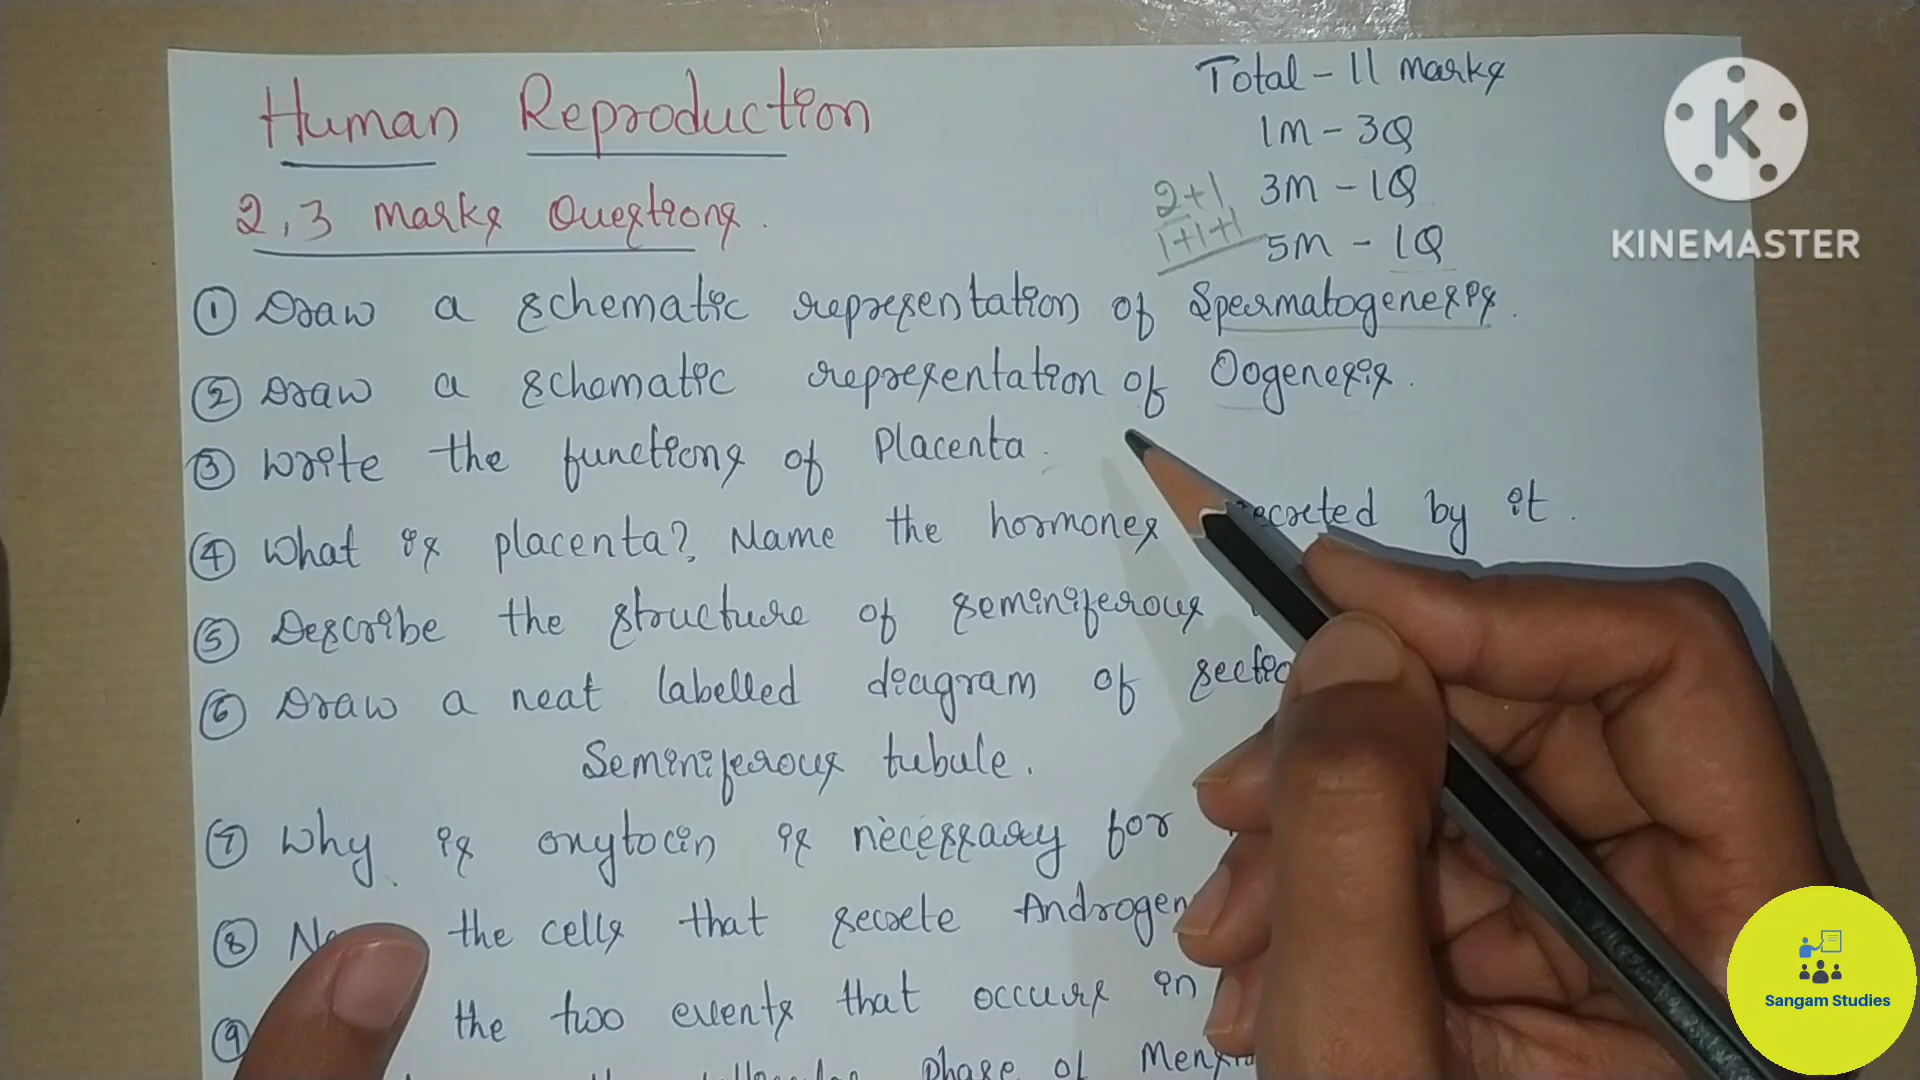 Human Reproduction
2,3 Marks Questions.
Total - 11 marks
1M - 3Q
3M - 1Q
5M - 1Q
2+1
1+1+1
① Draw a schematic representation of Spermatogenesis.
② Draw a schematic representation of Oogenesis.
③ Write the functions of Placenta.
④ What is placenta? Name the hormones secreted by it.
⑤ Describe the structure of seminiferous
⑥ Draw a neat labelled diagram of
Seminiferous tubule.
⑦ Why is oxytocin is necessary for
⑧ the cells that secrete Androgen
⑨ the two events that occurs in
phase of
KINEMASTER
Sangam Studies